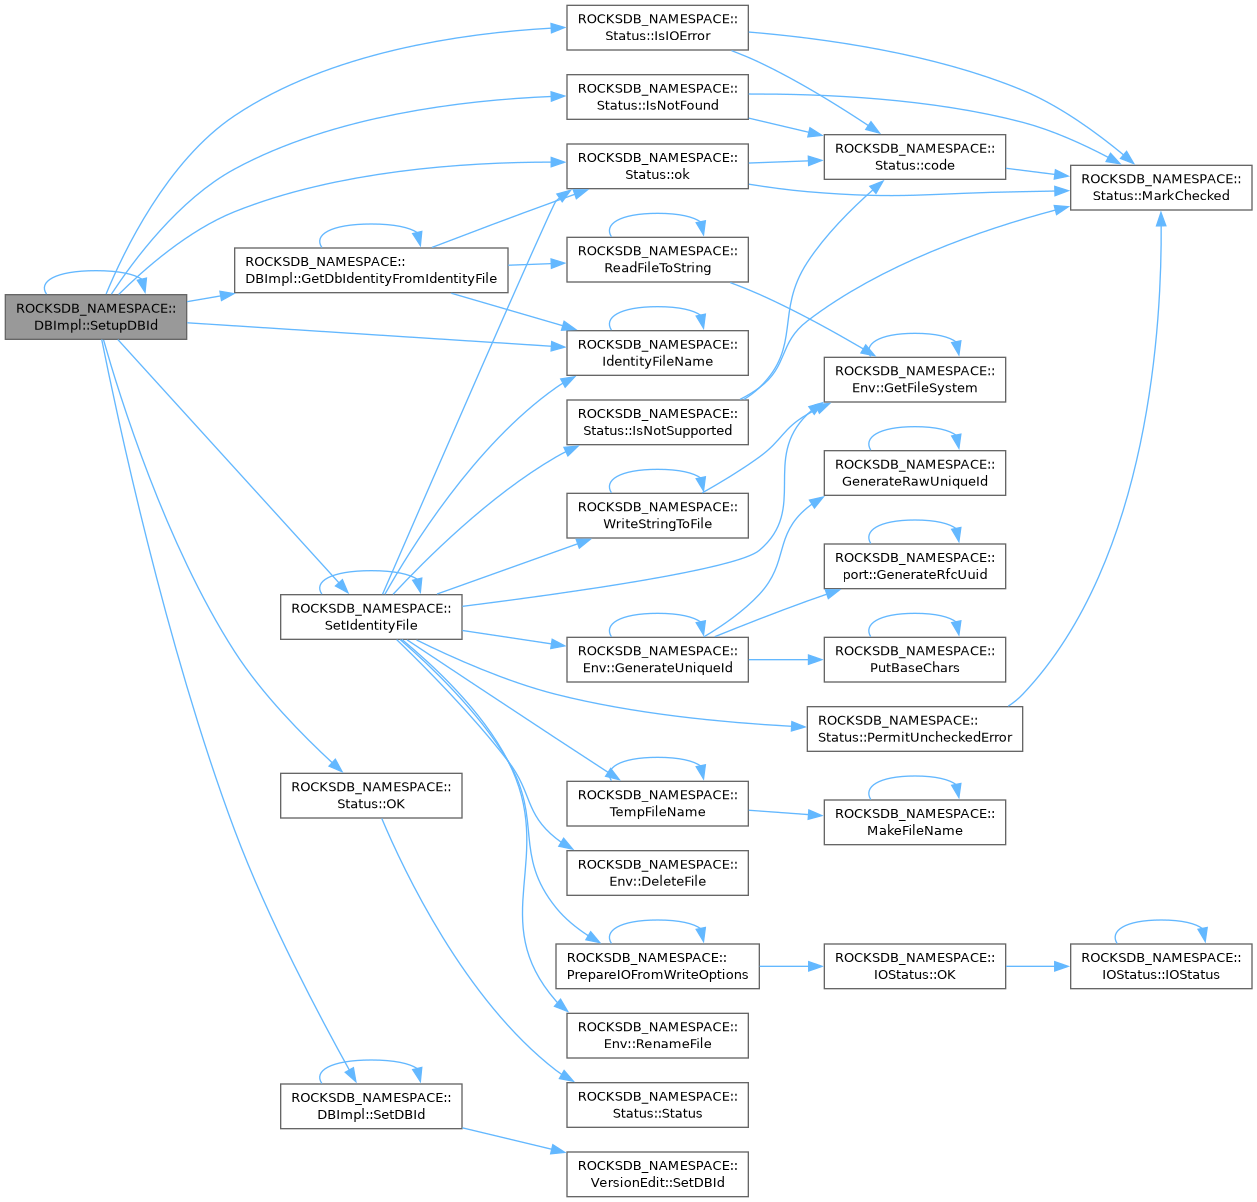 ROCKSDB_NAMESPACE::
DBImpl::SetupDBId
ROCKSDB_NAMESPACE::
DBImpl::GetDbIdentityFromIdentityFile
ROCKSDB_NAMESPACE::
SetIdentityFile
ROCKSDB_NAMESPACE::
Status::OK
ROCKSDB_NAMESPACE::
DBImpl::SetDBId
ROCKSDB_NAMESPACE::
Status::IsIOError
ROCKSDB_NAMESPACE::
Status::IsNotFound
ROCKSDB_NAMESPACE::
Status::ok
ROCKSDB_NAMESPACE::
ReadFileToString
ROCKSDB_NAMESPACE::
IdentityFileName
ROCKSDB_NAMESPACE::
Status::IsNotSupported
ROCKSDB_NAMESPACE::
WriteStringToFile
ROCKSDB_NAMESPACE::
Env::GenerateUniqueId
ROCKSDB_NAMESPACE::
TempFileName
ROCKSDB_NAMESPACE::
Env::DeleteFile
ROCKSDB_NAMESPACE::
PrepareIOFromWriteOptions
ROCKSDB_NAMESPACE::
Env::RenameFile
ROCKSDB_NAMESPACE::
Status::Status
ROCKSDB_NAMESPACE::
VersionEdit::SetDBId
ROCKSDB_NAMESPACE::
Status::code
ROCKSDB_NAMESPACE::
Env::GetFileSystem
ROCKSDB_NAMESPACE::
GenerateRawUniqueId
ROCKSDB_NAMESPACE::
port::GenerateRfcUuid
ROCKSDB_NAMESPACE::
PutBaseChars
ROCKSDB_NAMESPACE::
Status::PermitUncheckedError
ROCKSDB_NAMESPACE::
MakeFileName
ROCKSDB_NAMESPACE::
IOStatus::OK
ROCKSDB_NAMESPACE::
Status::MarkChecked
ROCKSDB_NAMESPACE::
IOStatus::IOStatus